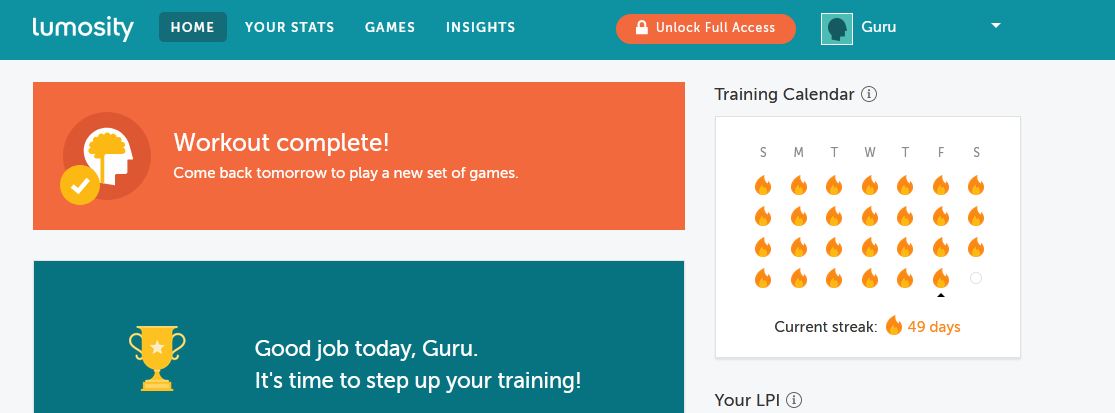 lumosity HOME YOUR STATS GAMES INSIGHTS Unlock Full Access Guru
Workout complete!
Come back tomorrow to play a new set of games.
Good job today, Guru.
It's time to step up your training!
Training Calendar
S M T W T F S
Current streak: 49 days
Your LPI